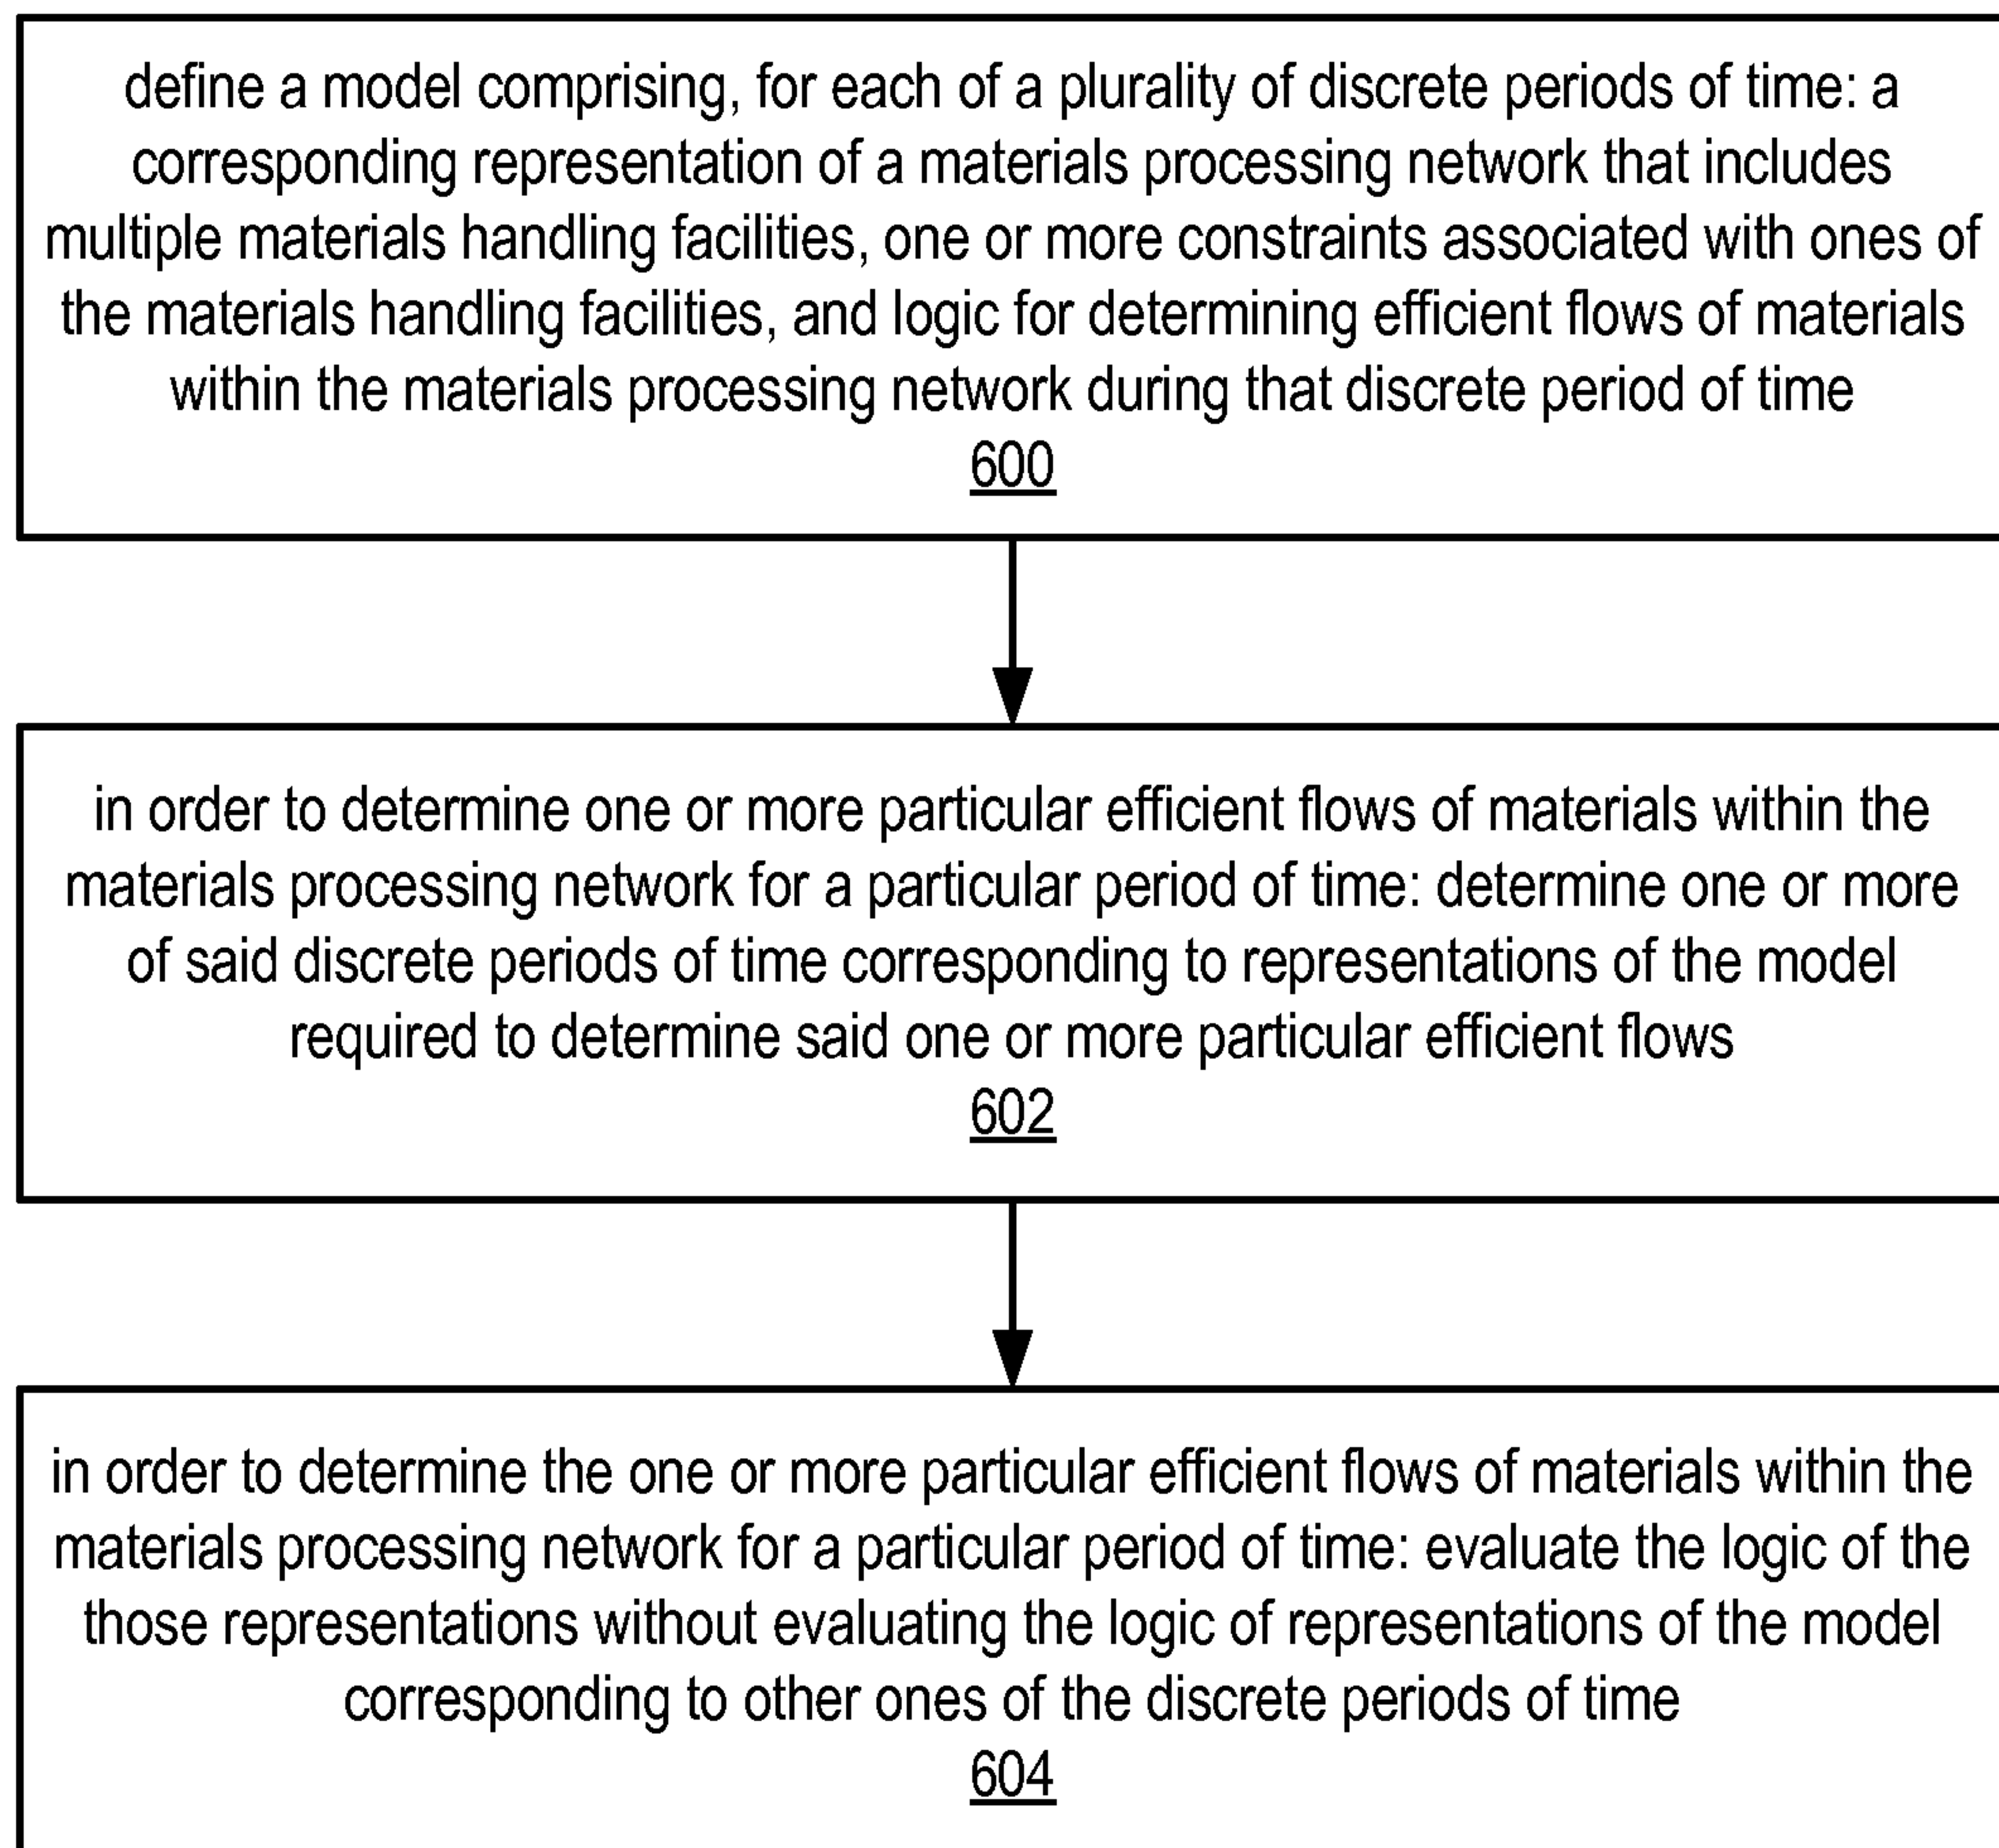 define a model comprising, for each of a plurality of discrete periods of time: a
corresponding representation of a materials processing network that includes
multiple materials handling facilities, one or more constraints associated with ones of
the materials handling facilities, and logic for determining efficient flows of materials
within the materials processing network during that discrete period of time
600
in order to determine one or more particular efficient flows of materials within the
materials processing network for a particular period of time: determine one or more
of said discrete periods of time corresponding to representations of the model
required to determine said one or more particular efficient flows
602
in order to determine the one or more particular efficient flows of materials within the
materials processing network for a particular period of time: evaluate the logic of the
those representations without evaluating the logic of representations of the model
corresponding to other ones of the discrete periods of time
604